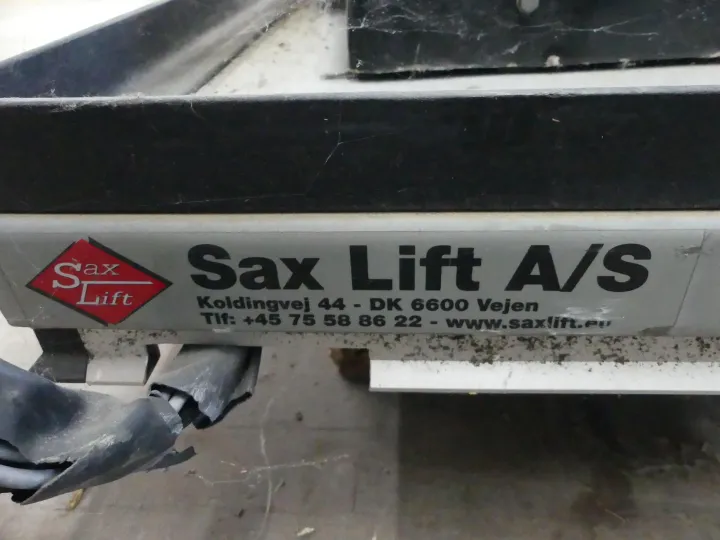 Sax Lift
Sax Lift A/S
Koldingvej 44 - DK 6600 Vejen
Tlf: +45 75 58 86 22 - www.saxlift.eu